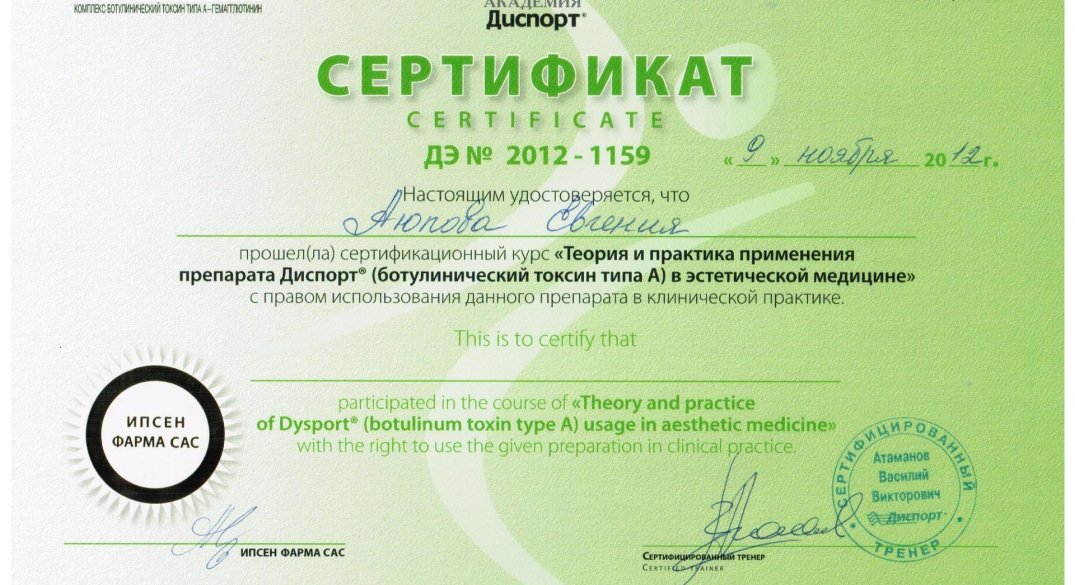 КОМПЛЕКС БОТУЛИНИЧЕСКИЙ ТОКСИН ТИПА А – ГЕМАГГЛЮТИНИН
АКАДЕМИЯ
Диспорт®
СЕРТИФИКАТ
CERTIFICATE
ДЭ № 2012 - 1159
« 9 » ноября 2012 г.
Настоящим удостоверяется, что
Аюпова Евгения
прошел(ла) сертификационный курс «Теория и практика применения
препарата Диспорт® (ботулинический токсин типа А) в эстетической медицине»
с правом использования данного препарата в клинической практике.
This is to certify that
participated in the course of «Theory and practice
of Dysport® (botulinum toxin type A) usage in aesthetic medicine»
with the right to use the given preparation in clinical practice.
ИПСЕН
ФАРМА САС
СЕРТИФИЦИРОВАННЫЙ
Атаманов
Василий
Викторович
Диспорт
ТРЕНЕР
ИПСЕН ФАРМА САС
СЕРТИФИЦИРОВАННЫЙ ТРЕНЕР
CERTIFIED TRAINER